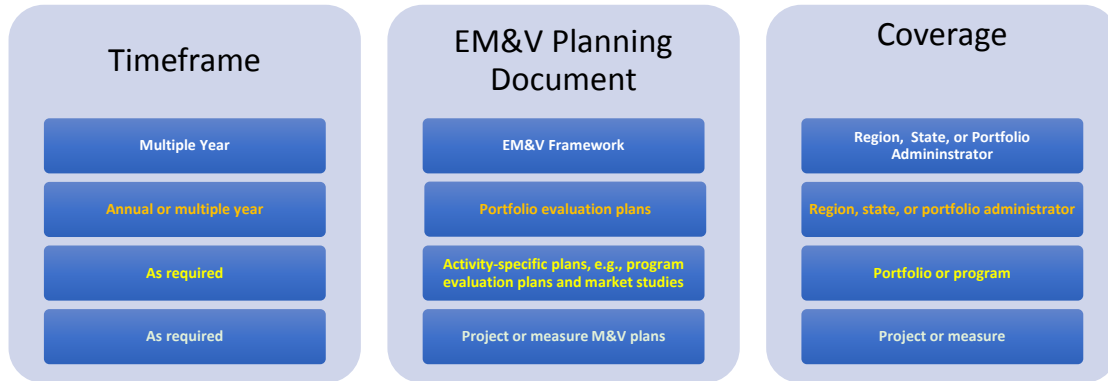 Timeframe
Multiple Year
Annual or multiple year
As required
As required
EM&V Planning
Document
EM&V Framework
Portfolio evaluation plans
Activity-specific plans, e.g., program
evaluation plans and market studies
Project or measure M&V plans
Coverage
Region, State, or Portfolio
Admininstrator
Region, state, or portfolio administrator
Portfolio or program
Project or measure